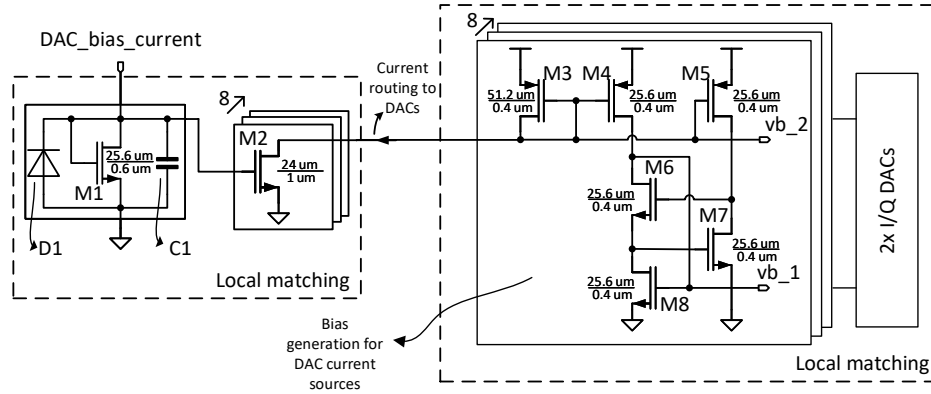 DAC_bias_current
25.6 um
0.6 um
M1
D1
C1
8
M2
24 um
1 um
Local matching
Current
routing to
DACs
8
M3
51.2 um
0.4 um
M4
25.6 um
0.4 um
M5
25.6 um
0.4 um
vb_2
M6
25.6 um
0.4 um
M7
25.6 um
0.4 um
vb_1
25.6 um
0.4 um
M8
Bias
generation for
DAC current
sources
2x I/Q DACs
Local matching